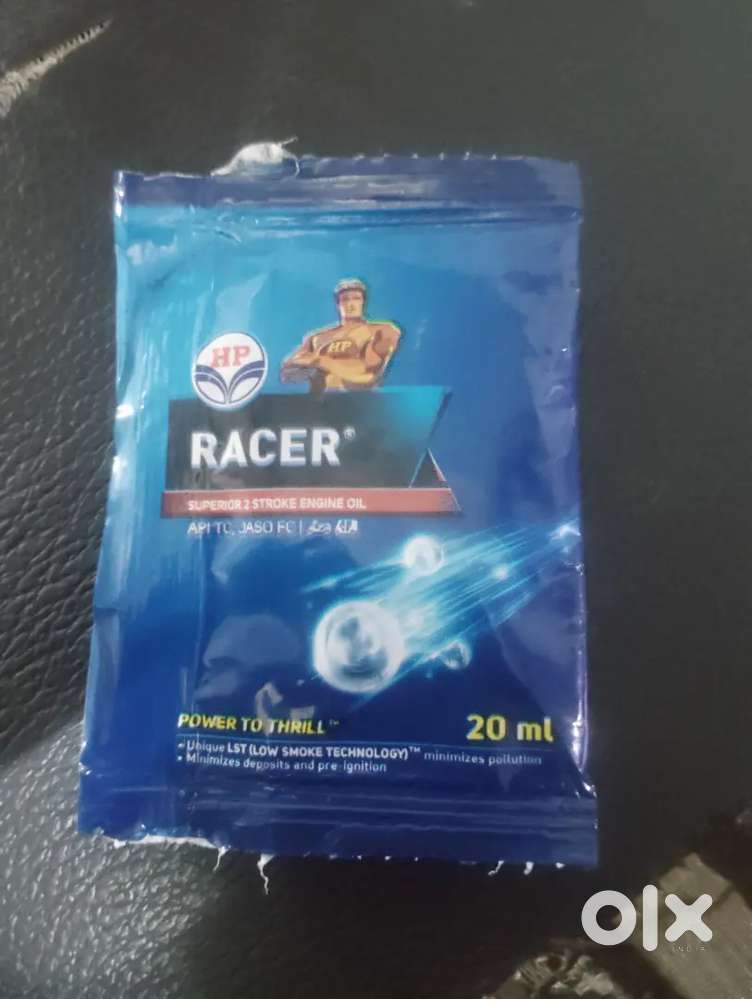 HP
HP
RACER®
SUPERIOR 2 STROKE ENGINE OIL
API TC, JASO FC |
POWER TO THRILL™
20 ml
• Unique LST (LOW SMOKE TECHNOLOGY)™ minimizes pollution
• Minimizes deposits and pre-ignition
olx
INDIA